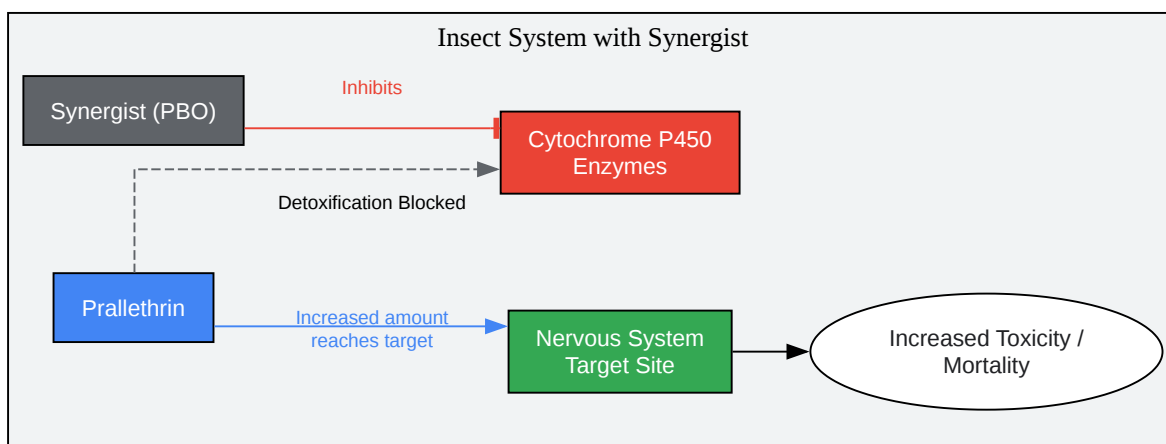 Insect System with Synergist
Synergist (PBO)
Inhibits
Cytochrome P450
Enzymes
Detoxification Blocked
Prallethrin
Increased amount
reaches target
Nervous System
Target Site
Increased Toxicity /
Mortality